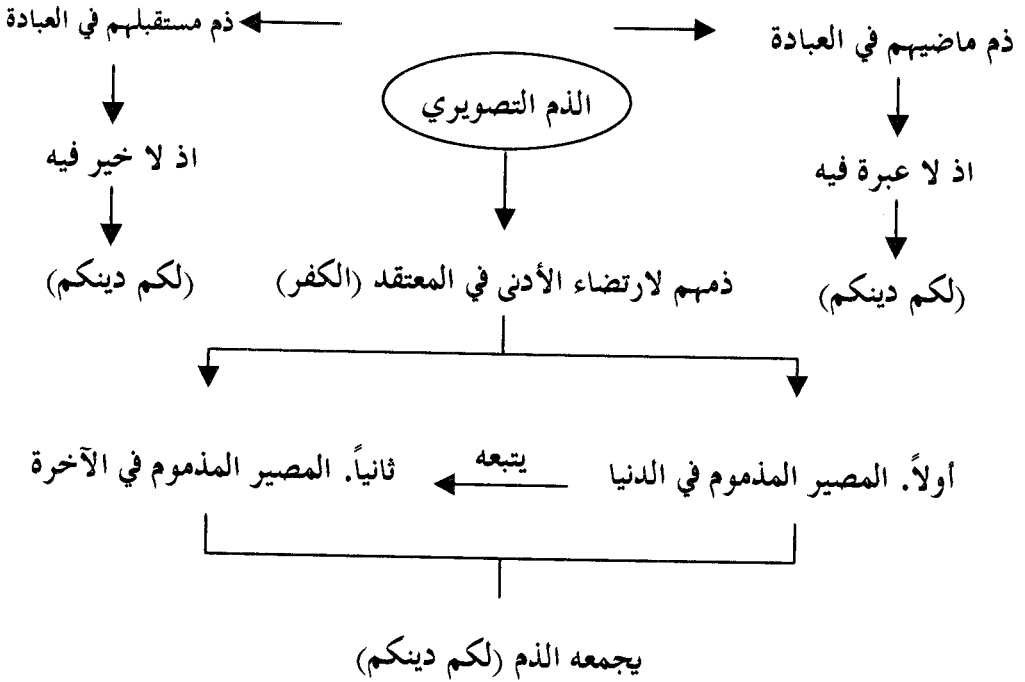 ذم ماضيهم في العبادة
ذم مستقبلهم في العبادة
الذم التصويري
اذ لا عبرة فيه
اذ لا خير فيه
(لكم دينكم)
ذمهم لارتضاء الأدنى في المعتقد (الكفر)
(لكم دينكم)
أولاً. المصير المذموم في الدنيا
يتبعه
ثانياً. المصير المذموم في الآخرة
يجمعه الذم (لكم دينكم)